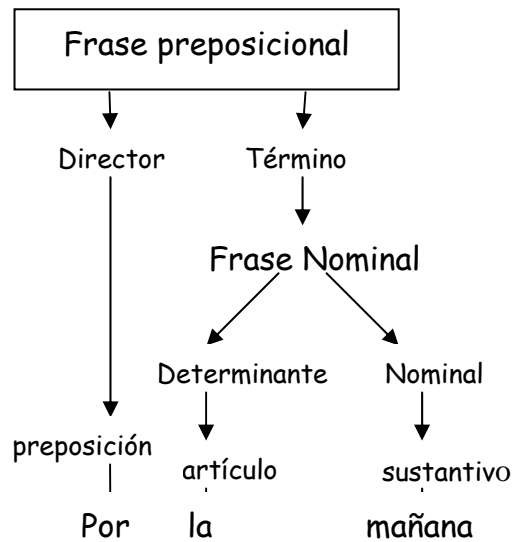 Frase preposicional
Director Término
Frase Nominal
Determinante Nominal
preposición artículo sustantivo
Por la mañana